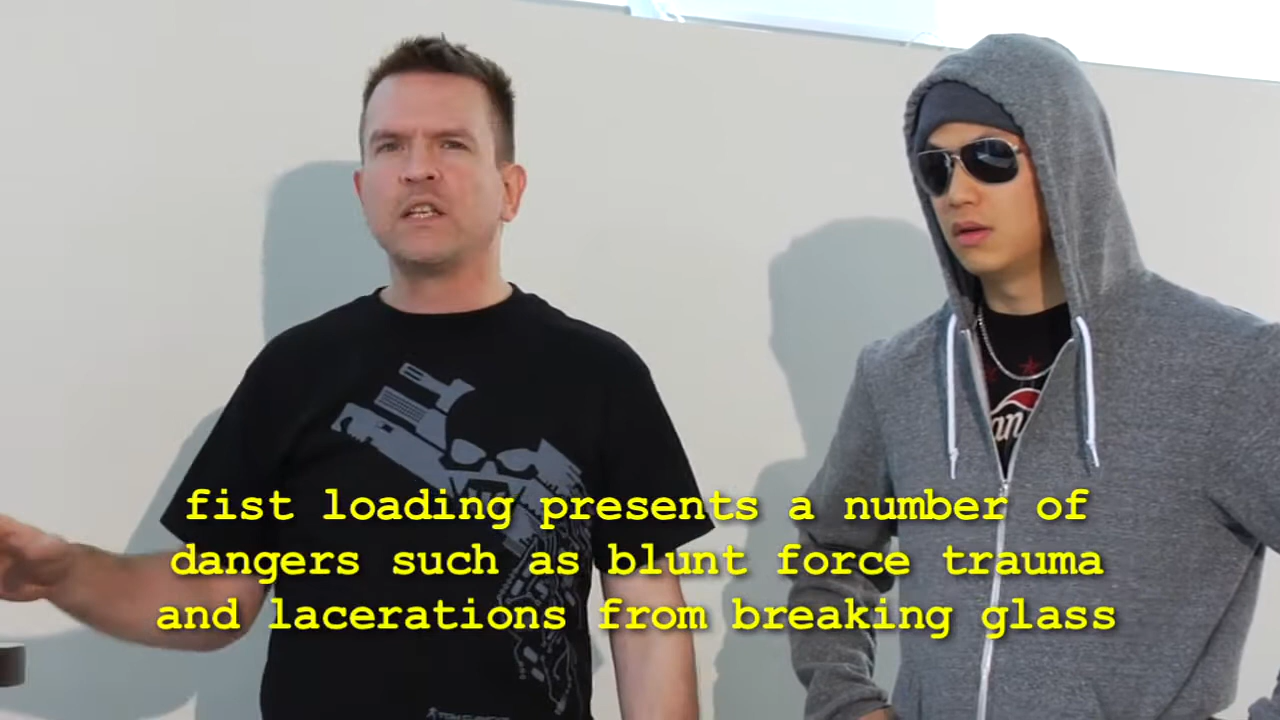 fist loading presents a number of
dangers such as blunt force trauma
and lacerations from breaking glass